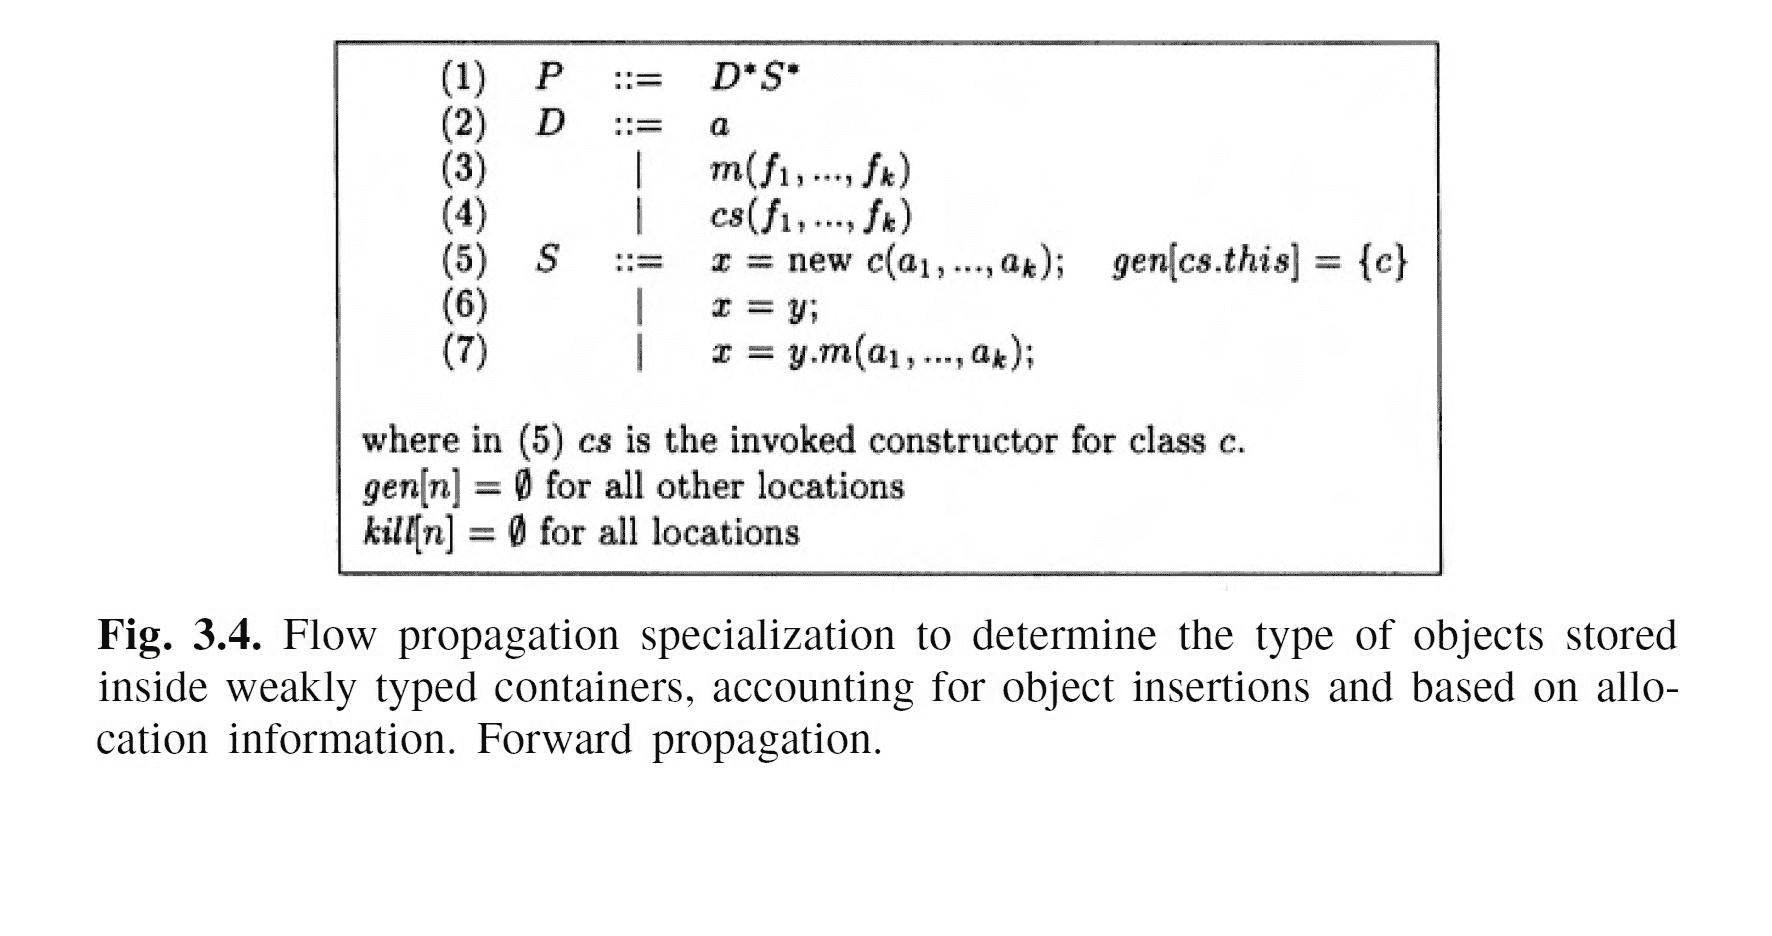 (1) P ::= D*S*
(2) D ::= a
(3) | m(f₁, ..., fₖ)
(4) | cs(f₁, ..., fₖ)
(5) S ::= x = new c(a₁, ..., aₖ); gen[cs.this] = {c}
(6) | x = y;
(7) | x = y.m(a₁, ..., aₖ);
where in (5) cs is the invoked constructor for class c.
gen[n] = ∅ for all other locations
kill[n] = ∅ for all locations
Fig. 3.4. Flow propagation specialization to determine the type of objects stored
inside weakly typed containers, accounting for object insertions and based on allo-
cation information. Forward propagation.